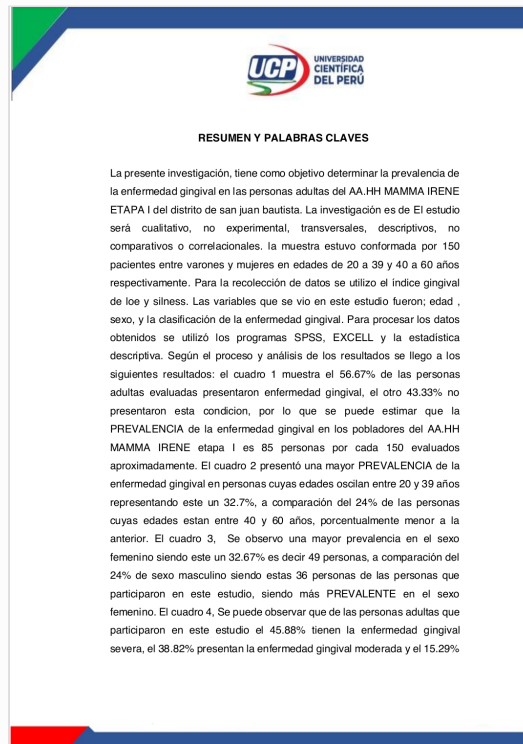 UCP
UNIVERSIDAD
CIENTÍFICA
DEL PERÚ
RESUMEN Y PALABRAS CLAVES
La presente investigación, tiene como objetivo determinar la prevalencia de
la enfermedad gingival en las personas adultas del AA.HH MAMMA IRENE
ETAPA I del distrito de san juan bautista. La investigación es de El estudio
será cualitativo, no experimental, transversales, descriptivos, no
comparativos o correlacionales. la muestra estuvo conformada por 150
pacientes entre varones y mujeres en edades de 20 a 39 y 40 a 60 años
respectivamente. Para la recolección de datos se utilizo el indice gingival
de loe y silness. Las variables que se vio en este estudio fueron; edad ,
sexo, y la clasificación de la enfermedad gingival. Para procesar los datos
obtenidos se utilizó los programas SPSS, EXCELL y la estadística
descriptiva. Según el proceso y análisis de los resultados se llego a los
siguientes resultados: el cuadro 1 muestra el 56.67% de las personas
adultas evaluadas presentaron enfermedad gingival, el otro 43.33% no
presentaron esta condicion, por lo que se puede estimar que la
PREVALENCIA de la enfermedad gingival en los pobladores del AA.HH
MAMMA IRENE etapa I es 85 personas por cada 150 evaluados
aproximadamente. El cuadro 2 presentó una mayor PREVALENCIA de la
enfermedad gingival en personas cuyas edades oscilan entre 20 y 39 años
representando este un 32.7%, a comparación del 24% de las personas
cuyas edades estan entre 40 y 60 años, porcentualmente menor a la
anterior. El cuadro 3, Se observo una mayor prevalencia en el sexo
femenino siendo este un 32.67% es decir 49 personas, a comparación del
24% de sexo masculino siendo estas 36 personas de las personas que
participaron en este estudio, siendo más PREVALENTE en el sexo
femenino. El cuadro 4, Se puede observar que de las personas adultas que
participaron en este estudio el 45.88% tienen la enfermedad gingival
severa, el 38.82% presentan la enfermedad gingival moderada y el 15.29%